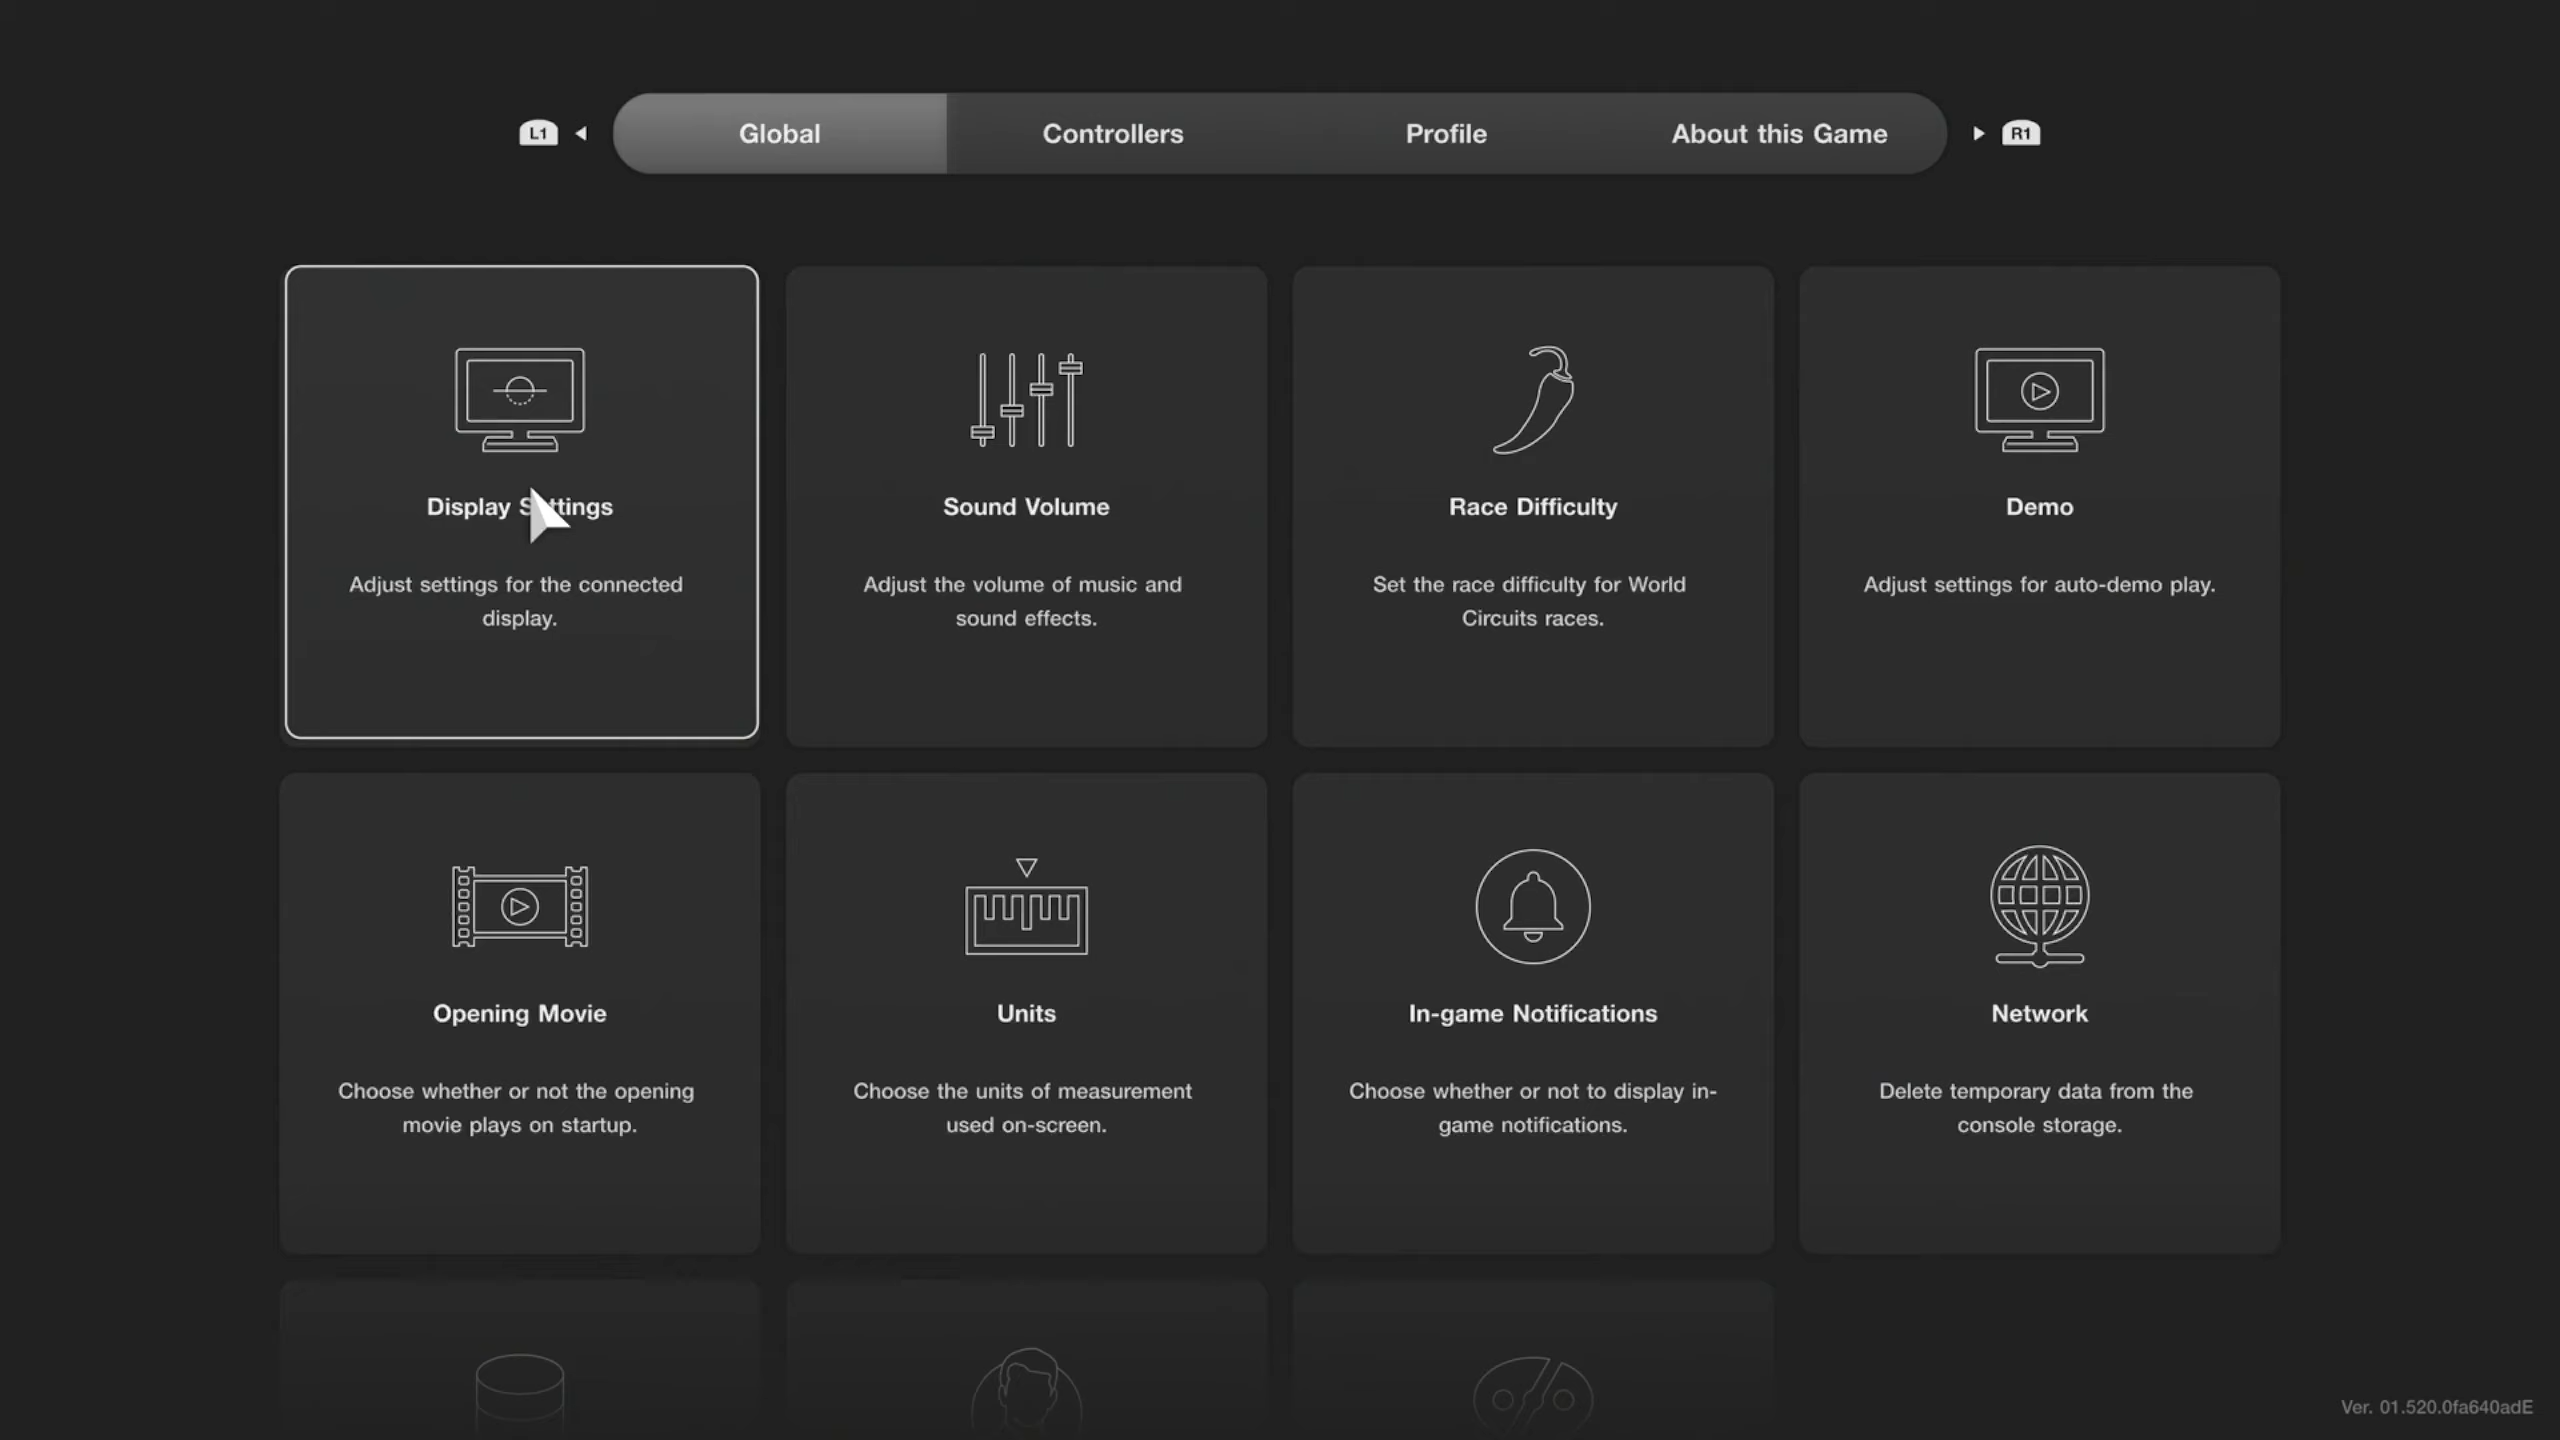 L1
Global
Controllers
Profile
About this Game
R1
Display Settings
Adjust settings for the connected
display.
Sound Volume
Adjust the volume of music and
sound effects.
Race Difficulty
Set the race difficulty for World
Circuits races.
Demo
Adjust settings for auto-demo play.
Opening Movie
Choose whether or not the opening
movie plays on startup.
Units
Choose the units of measurement
used on-screen.
In-game Notifications
Choose whether or not to display in-
game notifications.
Network
Delete temporary data from the
console storage.
Ver. 01.520.0fa640adE